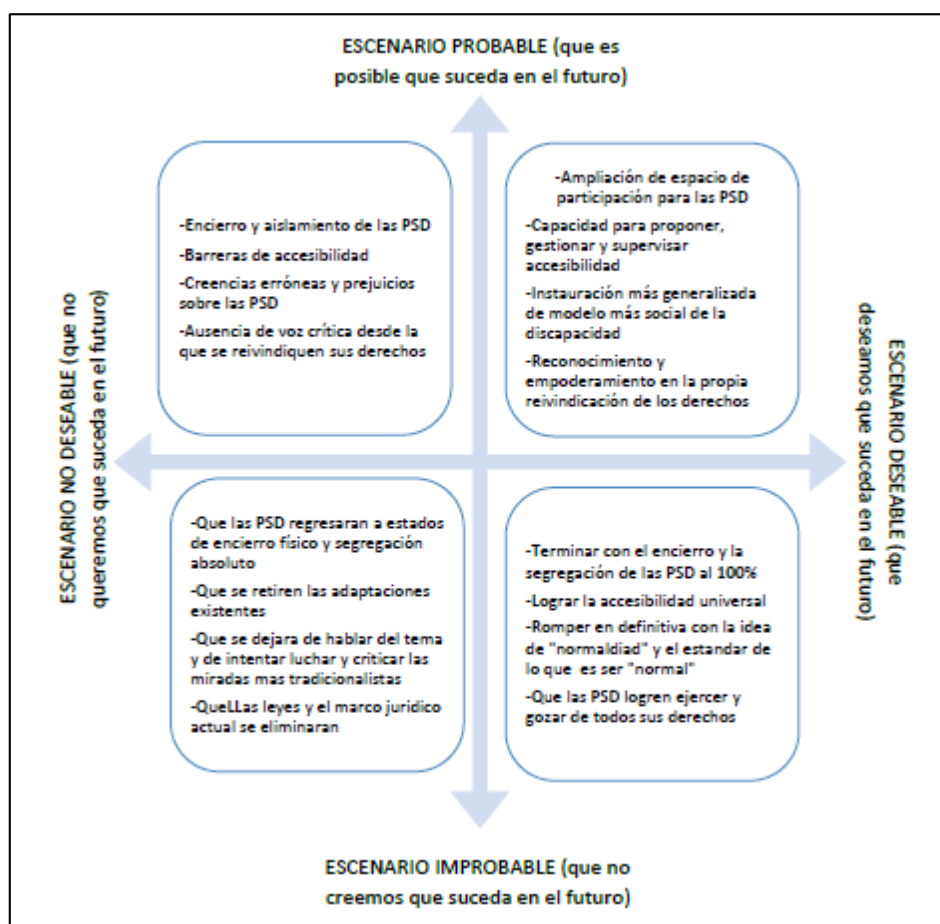 ESCENARIO PROBABLE (que es
posible que suceda en el futuro)
-Encierro y aislamiento de las PSD
-Barreras de accesibilidad
-Creencias erróneas y prejuicios
sobre las PSD
-Ausencia de voz crítica desde la
que se reivindiquen sus derechos
-Ampliación de espacio de
participación para las PSD
-Capacidad para proponer,
gestionar y supervisar
accesibilidad
-Instauración más generalizada
de modelo más social de la
discapacidad
-Reconocimiento y
empoderamiento en la propia
reivindicación de los derechos
ESCENARIO NO DESEABLE (que no
queremos que suceda en el futuro)
ESCENARIO DESEABLE (que
deseamos que suceda en el futuro)
-Que las PSD regresaran a estados
de encierro físico y segregación
absoluto
-Que se retiren las adaptaciones
existentes
-Que se dejara de hablar del tema
y de intentar luchar y criticar las
miradas mas tradicionalistas
-QueLLas leyes y el marco jurídico
actual se eliminaran
-Terminar con el encierro y la
segregación de las PSD al 100%
-Lograr la accesibilidad universal
-Romper en definitiva con la idea
de "normaldiad" y el estandar de
lo que es ser "normal"
-Que las PSD logren ejercer y
gozar de todos sus derechos
ESCENARIO IMPROBABLE (que no
creemos que suceda en el futuro)